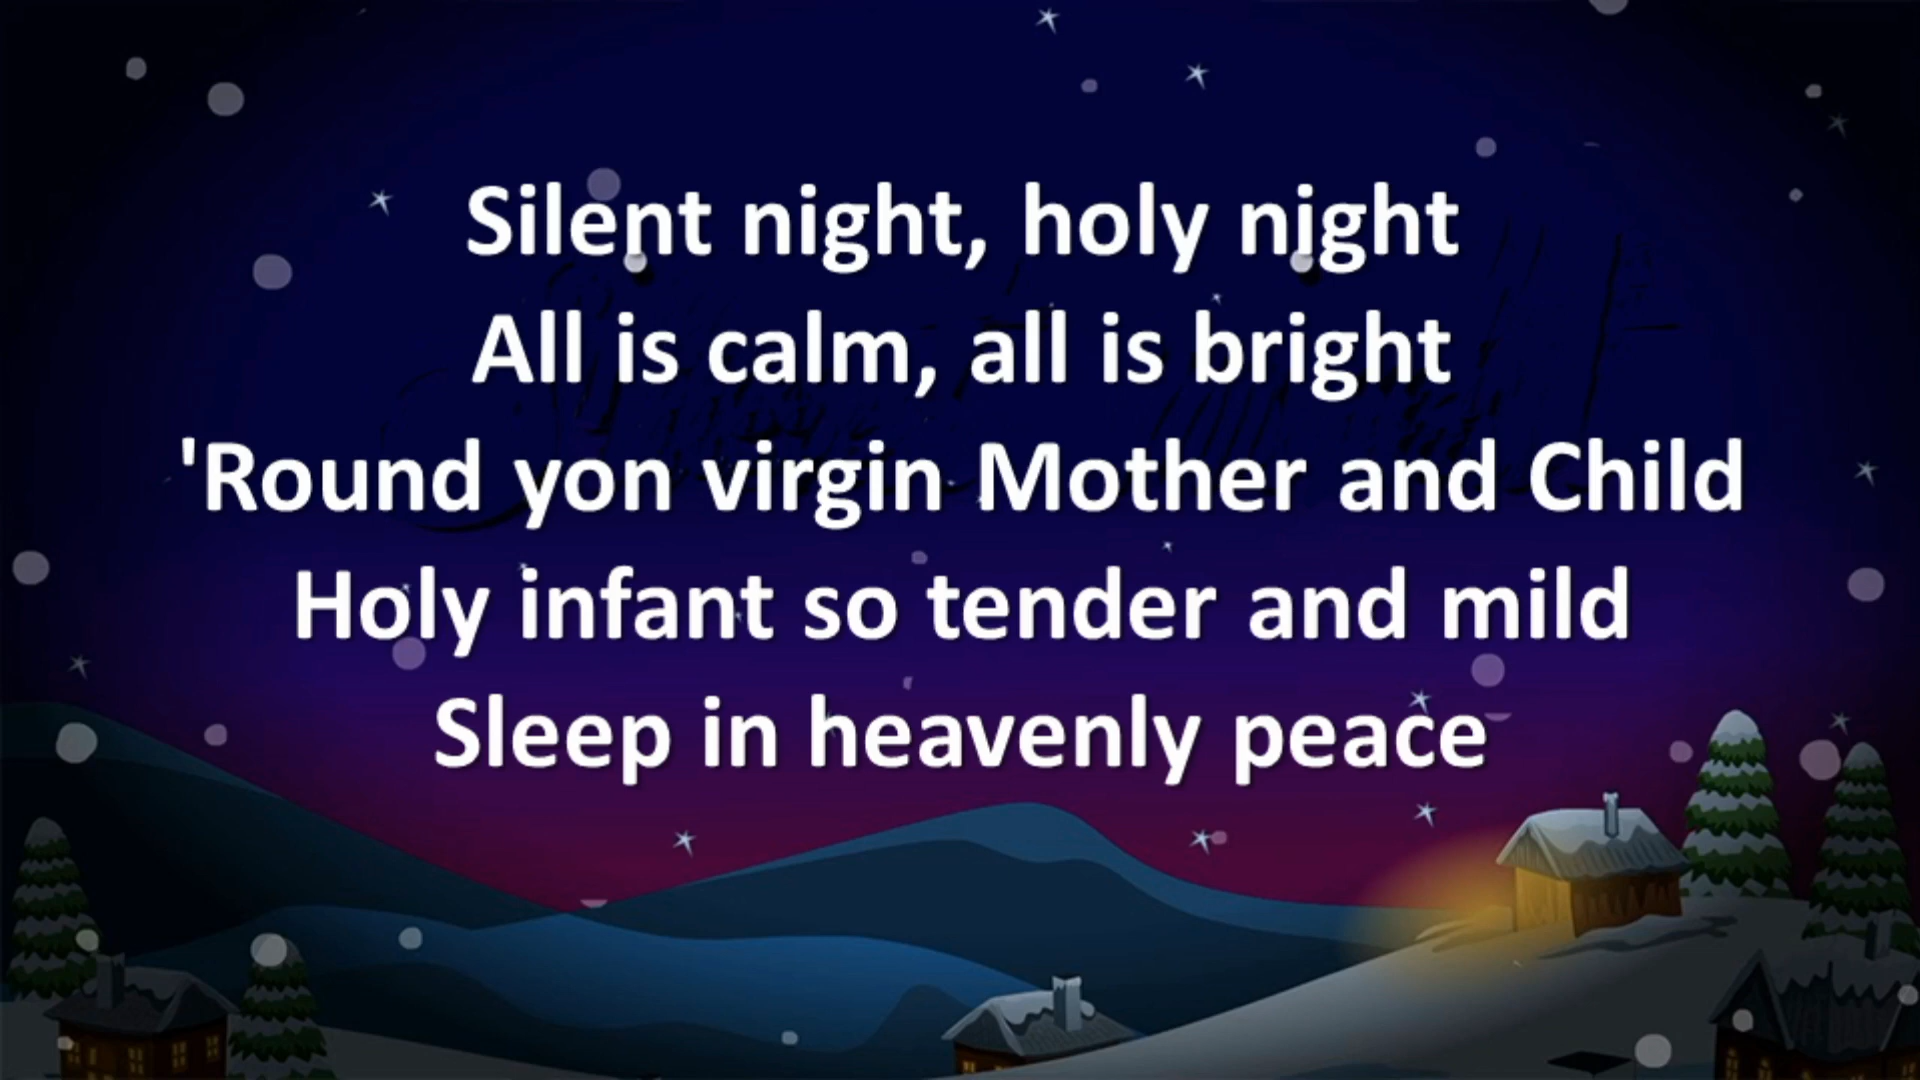 Silent night, holy night
All is calm, all is bright
'Round yon virgin Mother and Child
Holy infant so tender and mild
Sleep in heavenly peace